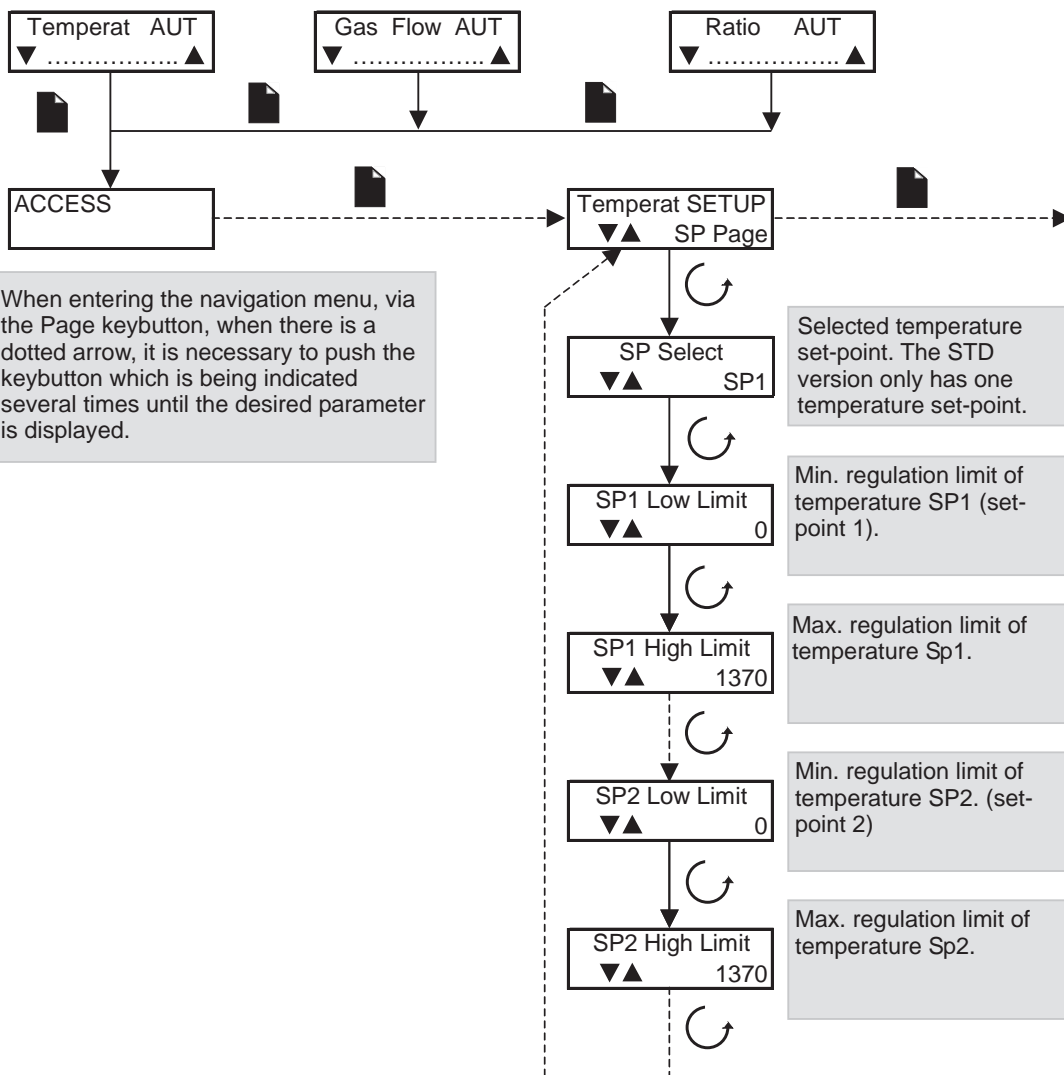 Temperat AUT
▼ ................. ▲
Gas Flow AUT
▼ ................. ▲
Ratio AUT
▼ ................. ▲
ACCESS
Temperat SETUP
▼▲ SP Page
When entering the navigation menu, via
the Page keybutton, when there is a
dotted arrow, it is necessary to push the
keybutton which is being indicated
several times until the desired parameter
is displayed.
SP Select
▼▲ SP1
Selected temperature
set-point. The STD
version only has one
temperature set-point.
SP1 Low Limit
▼▲ 0
Min. regulation limit of
temperature SP1 (set-
point 1).
SP1 High Limit
▼▲ 1370
Max. regulation limit of
temperature Sp1.
SP2 Low Limit
▼▲ 0
Min. regulation limit of
temperature SP2. (set-
point 2)
SP2 High Limit
▼▲ 1370
Max. regulation limit of
temperature Sp2.